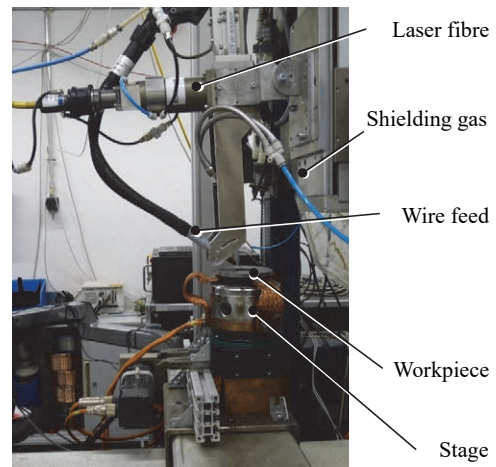 Laser fibre
Shielding gas
Wire feed
Workpiece
Stage